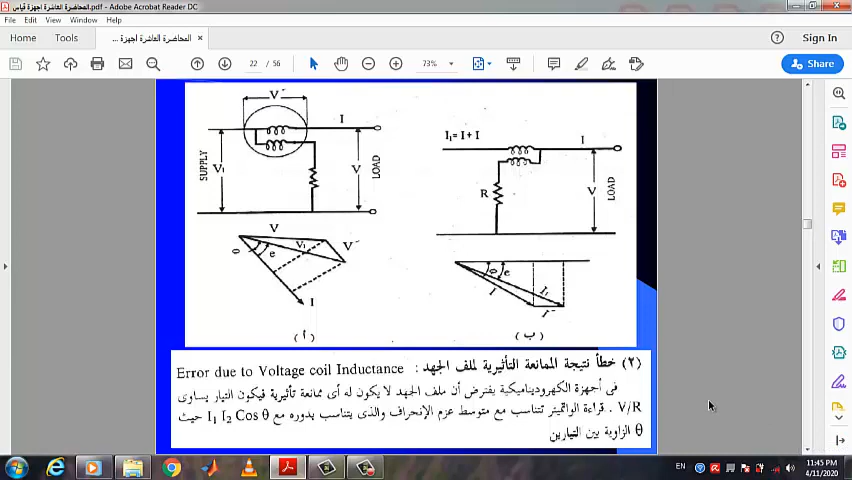 المحاضرة العاشرة اجهزة قياس.pdf - Adobe Acrobat Reader DC
File Edit View Window Help
Home Tools المحاضرة العاشرة اجهزة ... × Sign In
22 / 56 73% Share
V
I
SUPPLY V₁ V LOAD
V
V₁ V
θ e
I
(أ)
I₁= I + I
I
R V LOAD
φ e
I I₁
I
(ب)
(٢) خطأ نتيجة الممانعة التأثيرية لملف الجهد : Error due to Voltage coil Inductance
فى أجهزة الكهروديناميكية يفترض أن ملف الجهد لا يكون له أى ممانعة تأثيرية فيكون التيار يساوى
V/R . قراءة الواتميتر تتناسب مع متوسط عزم الإنحراف والذى يتناسب بدوره مع I₁ I₂ Cos θ حيث
θ الزاوية بين التيارين
EN 11:45 PM
4/11/2020